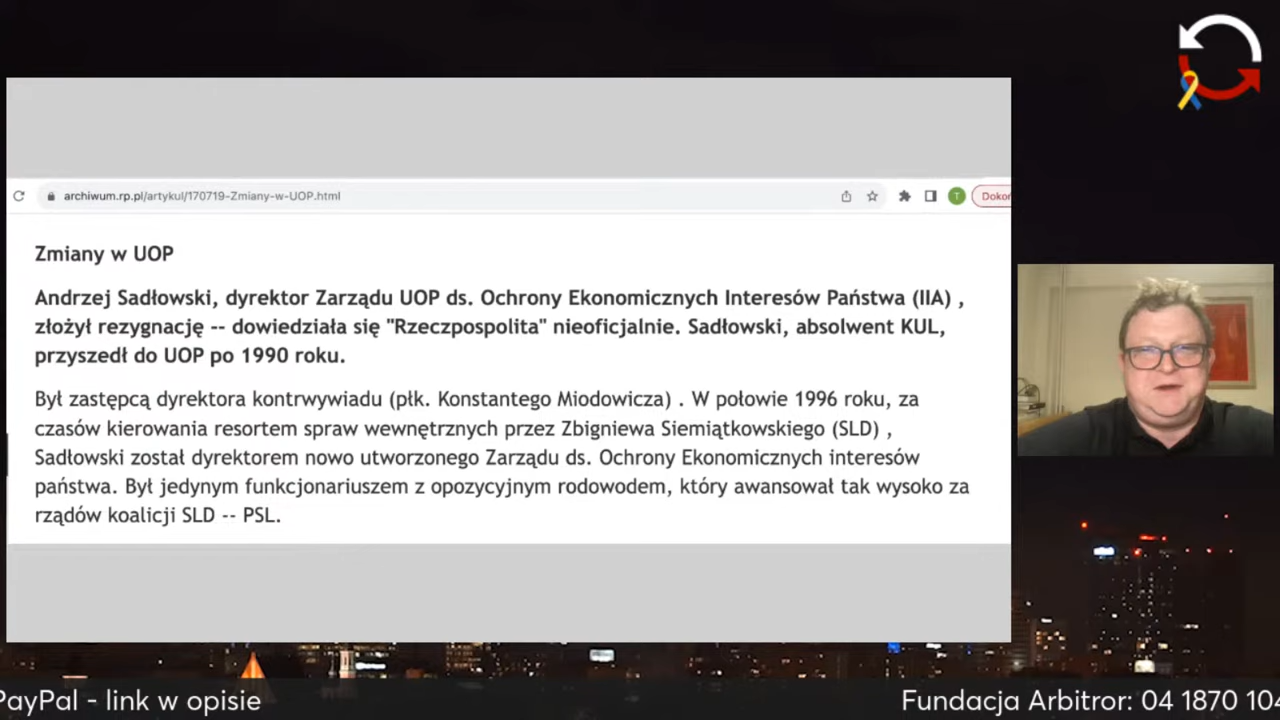 archiwum.rp.pl/artykul/170719-Zmiany-w-UOP.html
T
Zmiany w UOP
Andrzej Sadłowski, dyrektor Zarządu UOP ds. Ochrony Ekonomicznych Interesów Państwa (IIA) ,
złożył rezygnację -- dowiedziała się "Rzeczpospolita" nieoficjalnie. Sadłowski, absolwent KUL,
przyszedł do UOP po 1990 roku.
Był zastępcą dyrektora kontrwywiadu (płk. Konstantego Miodowicza) . W połowie 1996 roku, za
czasów kierowania resortem spraw wewnętrznych przez Zbigniewa Siemiątkowskiego (SLD) ,
Sadłowski został dyrektorem nowo utworzonego Zarządu ds. Ochrony Ekonomicznych interesów
państwa. Był jedynym funkcjonariuszem z opozycyjnym rodowodem, który awansował tak wysoko za
rządów koalicji SLD -- PSL.
PayPal - link w opisie
Fundacja Arbitror: 04 1870 104